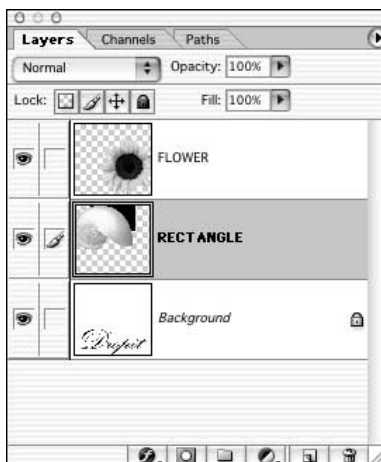 Layers Channels Paths
Normal Opacity: 100%
Lock: Fill: 100%
FLOWER
RECTANGLE
Background